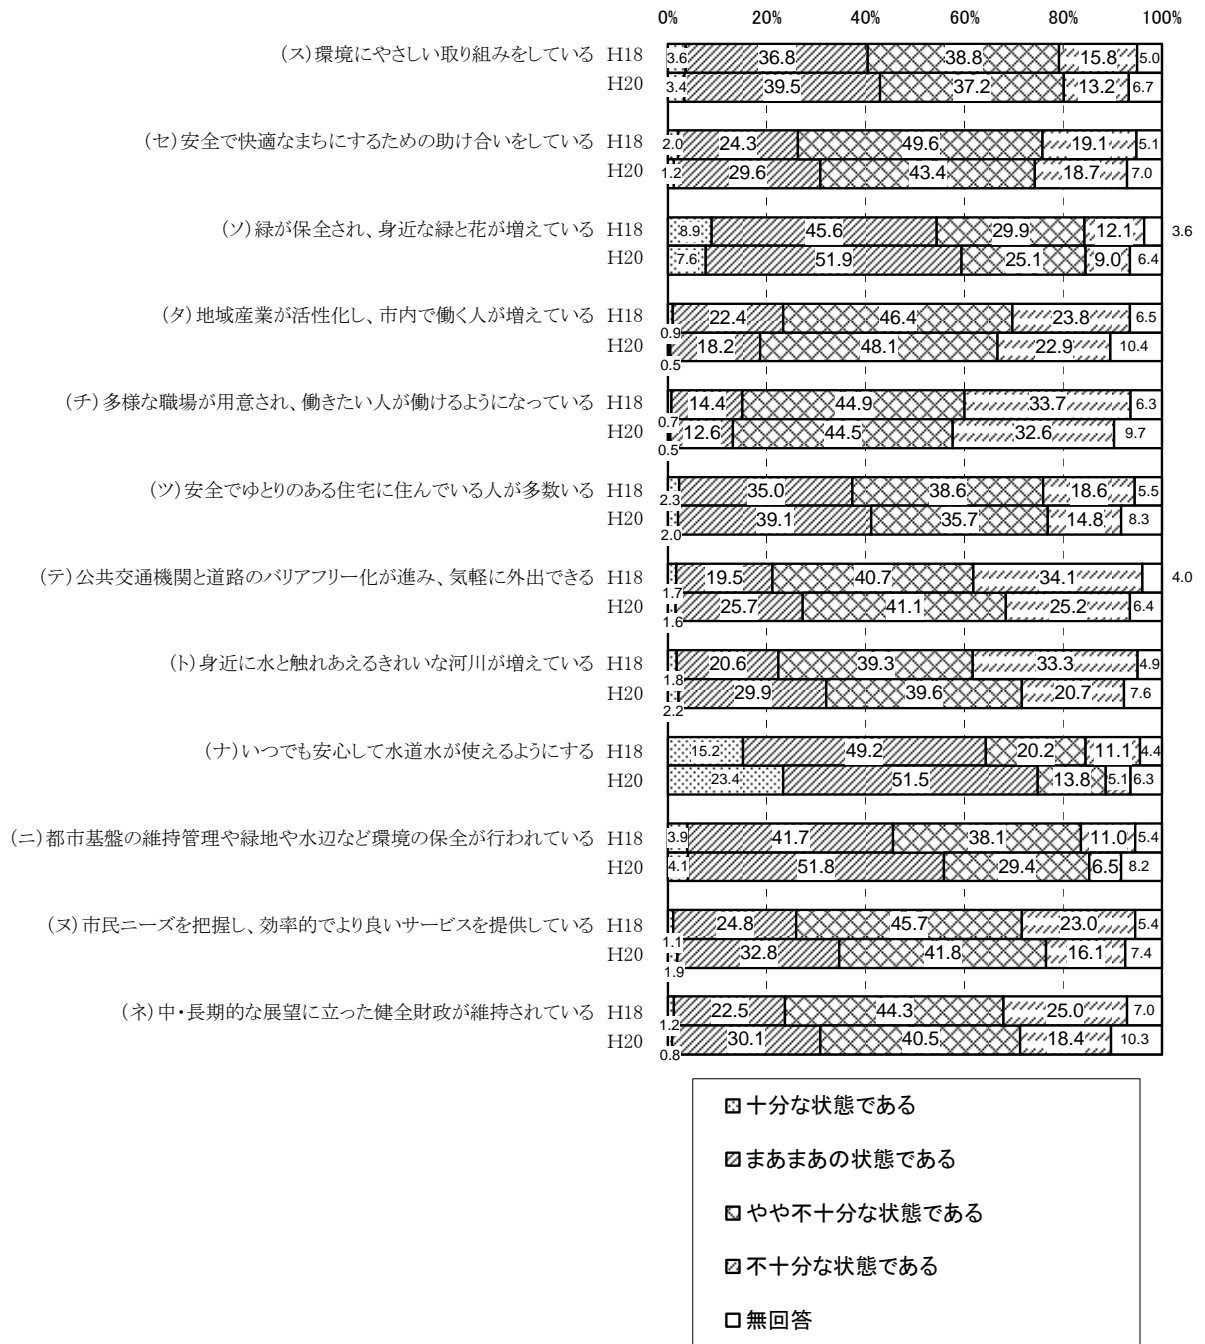 0% 20% 40% 60% 80% 100%
(ス)環境にやさしい取り組みをしている H18 3.6 36.8 38.8 15.8 5.0
H20 3.4 39.5 37.2 13.2 6.7
(セ)安全で快適なまちにするための助け合いをしている H18 2.0 24.3 49.6 19.1 5.1
H20 1.2 29.6 43.4 18.7 7.0
(ソ)緑が保全され、身近な緑と花が増えている H18 8.9 45.6 29.9 12.1 3.6
H20 7.6 51.9 25.1 9.0 6.4
(タ)地域産業が活性化し、市内で働く人が増えている H18 0.9 22.4 46.4 23.8 6.5
H20 0.5 18.2 48.1 22.9 10.4
(チ)多様な職場が用意され、働きたい人が働けるようになっている H18 0.7 14.4 44.9 33.7 6.3
H20 0.5 12.6 44.5 32.6 9.7
(ツ)安全でゆとりのある住宅に住んでいる人が多数いる H18 2.3 35.0 38.6 18.6 5.5
H20 2.0 39.1 35.7 14.8 8.3
(テ)公共交通機関と道路のバリアフリー化が進み、気軽に外出できる H18 1.7 19.5 40.7 34.1 4.0
H20 1.6 25.7 41.1 25.2 6.4
(ト)身近に水と触れあえるきれいな河川が増えている H18 1.8 20.6 39.3 33.3 4.9
H20 2.2 29.9 39.6 20.7 7.6
(ナ)いつでも安心して水道水が使えるようにする H18 15.2 49.2 20.2 11.1 4.4
H20 23.4 51.5 13.8 5.1 6.3
(ニ)都市基盤の維持管理や緑地や水辺など環境の保全が行われている H18 3.9 41.7 38.1 11.0 5.4
H20 4.1 51.8 29.4 6.5 8.2
(ヌ)市民ニーズを把握し、効率的でより良いサービスを提供している H18 1.1 24.8 45.7 23.0 5.4
H20 1.9 32.8 41.8 16.1 7.4
(ネ)中・長期的な展望に立った健全財政が維持されている H18 1.2 22.5 44.3 25.0 7.0
H20 0.8 30.1 40.5 18.4 10.3
十分な状態である
まあまあの状態である
やや不十分な状態である
不十分な状態である
無回答